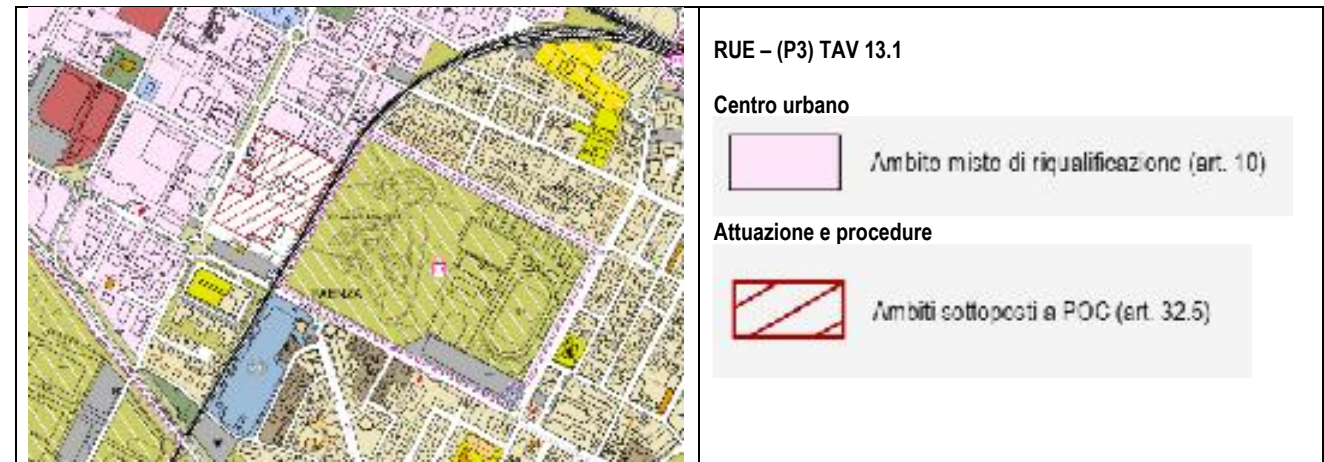 FAENZA
RUE – (P3) TAV 13.1
Centro urbano
Ambito misto di riqualificazione (art. 10)
Attuazione e procedure
Ambiti sottoposti a POC (art. 32.5)